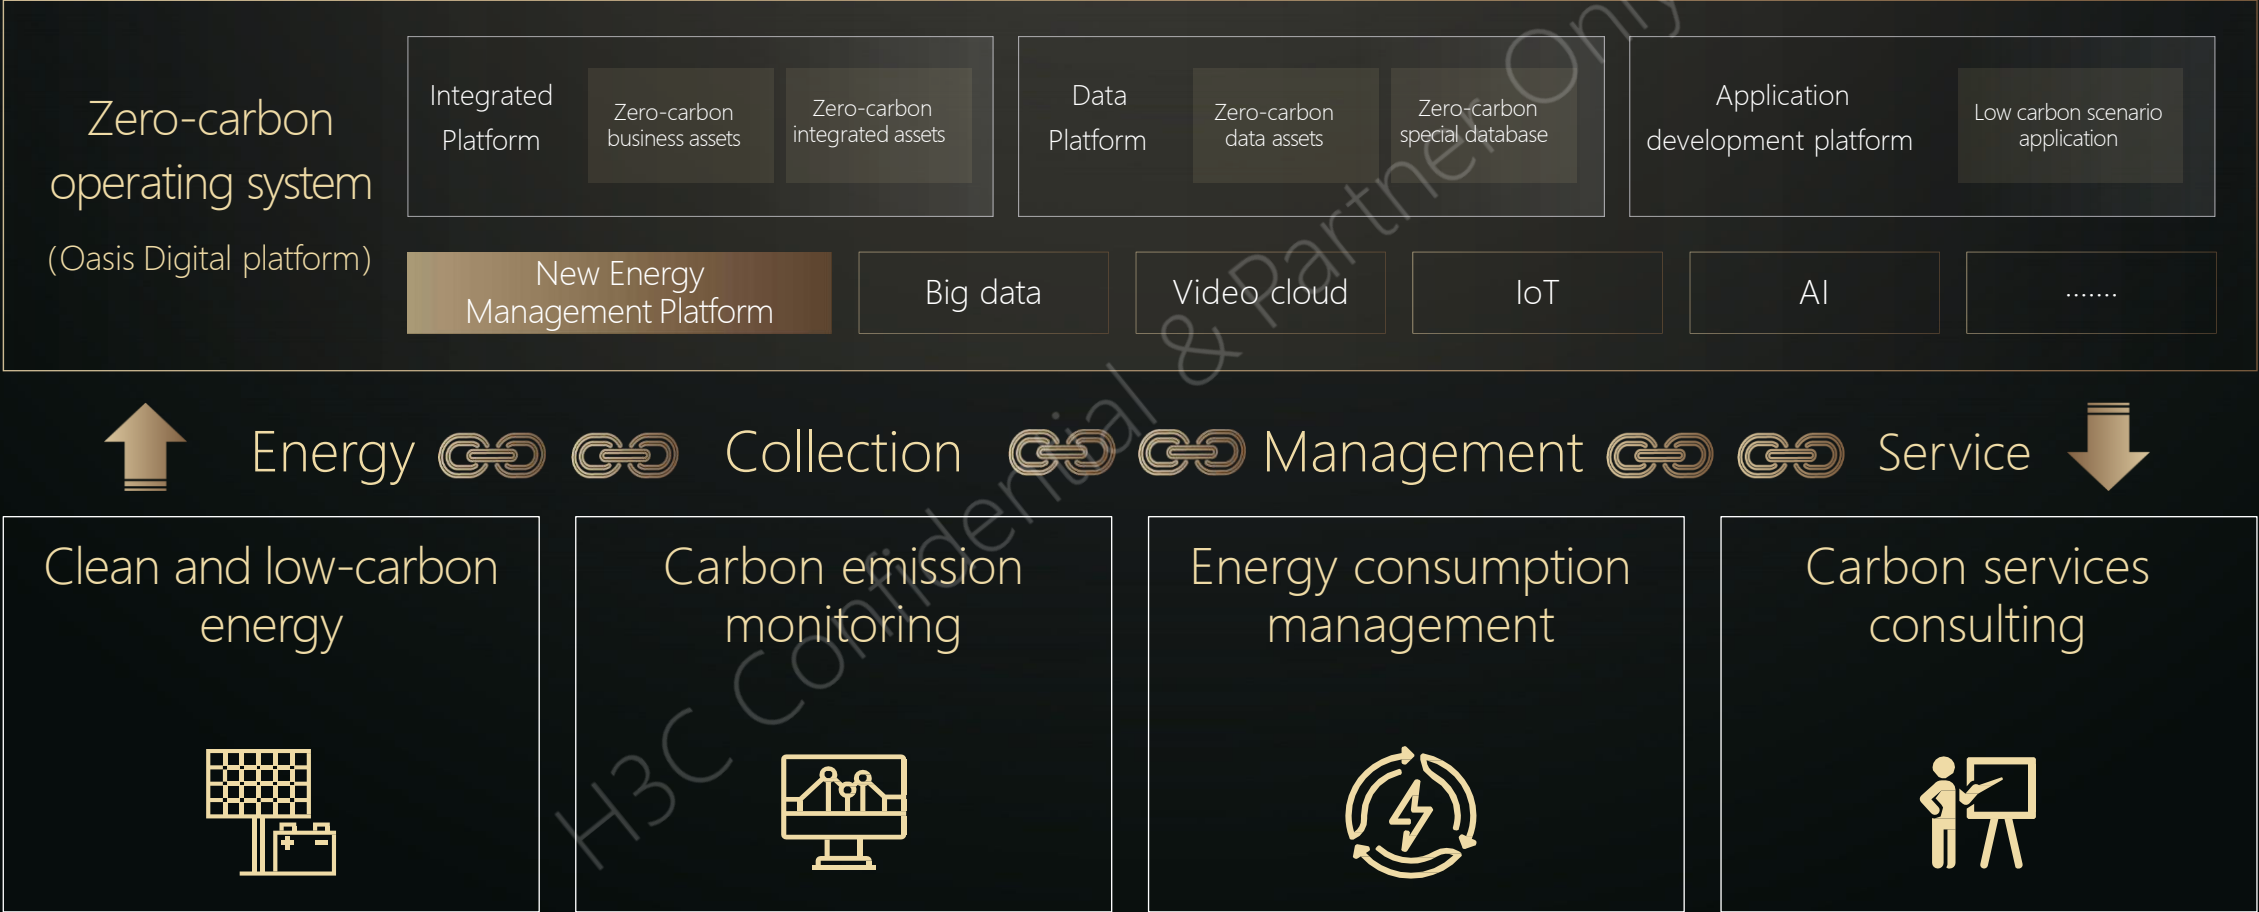 Zero-carbon
operating system
(Oasis Digital platform)
Integrated
Platform
Zero-carbon
business assets
Zero-carbon
integrated assets
Data
Platform
Zero-carbon
data assets
Zero-carbon
special database
Application
development platform
Low carbon scenario
application
New Energy
Management Platform
Big data
Video cloud
IoT
AI
.......
Energy
Collection
Management
Service
Clean and low-carbon
energy
Carbon emission
monitoring
Energy consumption
management
Carbon services
consulting
H3C Confidential & Partner Only